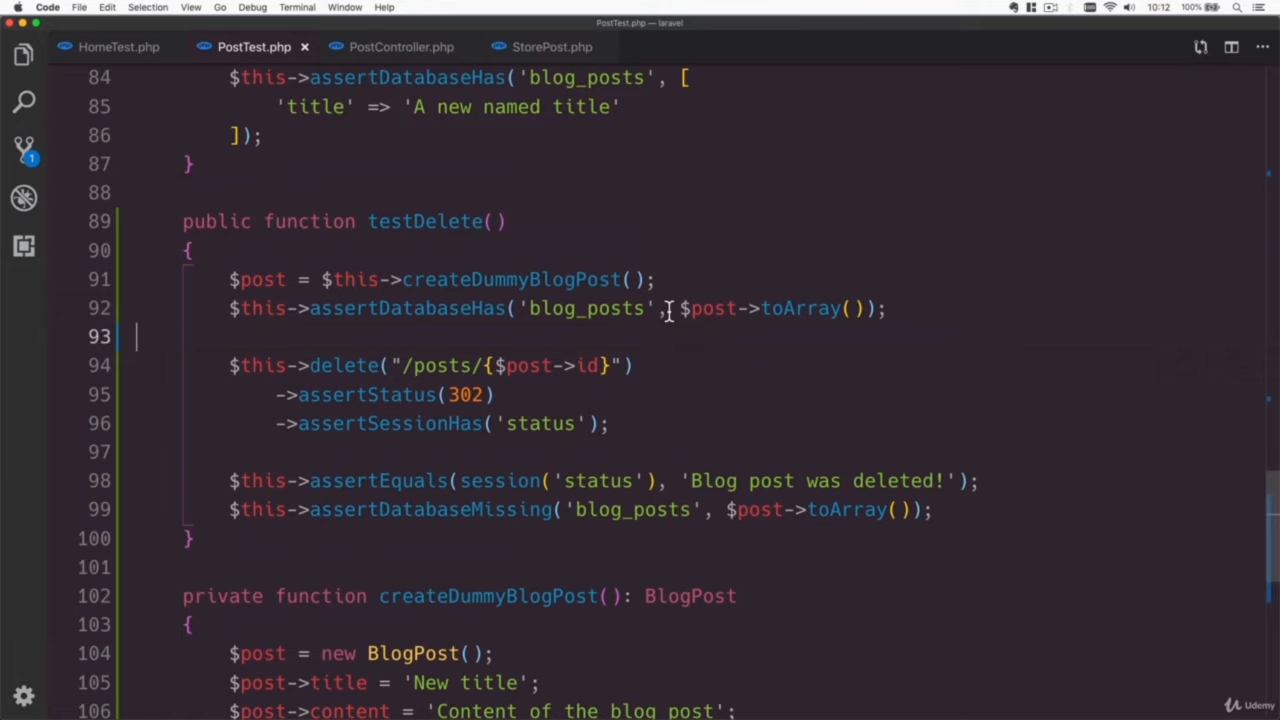 Code File Edit Selection View Go Debug Terminal Window Help 10:12 100%
PostTest.php — laravel
HomeTest.php PostTest.php × PostController.php StorePost.php
84 $this->assertDatabaseHas('blog_posts', [
85 'title' => 'A new named title'
86 ]);
87 }
88
89 public function testDelete()
90 {
91 $post = $this->createDummyBlogPost();
92 $this->assertDatabaseHas('blog_posts', $post->toArray());
93
94 $this->delete("/posts/{$post->id}")
95 ->assertStatus(302)
96 ->assertSessionHas('status');
97
98 $this->assertEquals(session('status'), 'Blog post was deleted!');
99 $this->assertDatabaseMissing('blog_posts', $post->toArray());
100 }
101
102 private function createDummyBlogPost(): BlogPost
103 {
104 $post = new BlogPost();
105 $post->title = 'New title';
106 $post->content = 'Content of the blog post';
1
Udemy